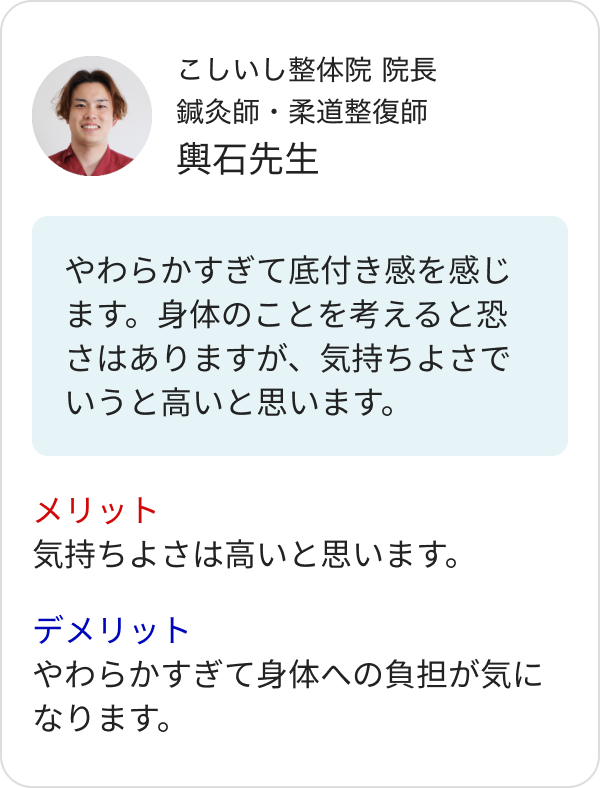 こしいし整体院 院長
鍼灸師・柔道整復師
輿石先生
やわらかすぎて底付き感を感じ
ます。身体のことを考えると恐
さはありますが、気持ちよさで
いうと高いと思います。
メリット
気持ちよさは高いと思います。
デメリット
やわらかすぎて身体への負担が気に
なります。